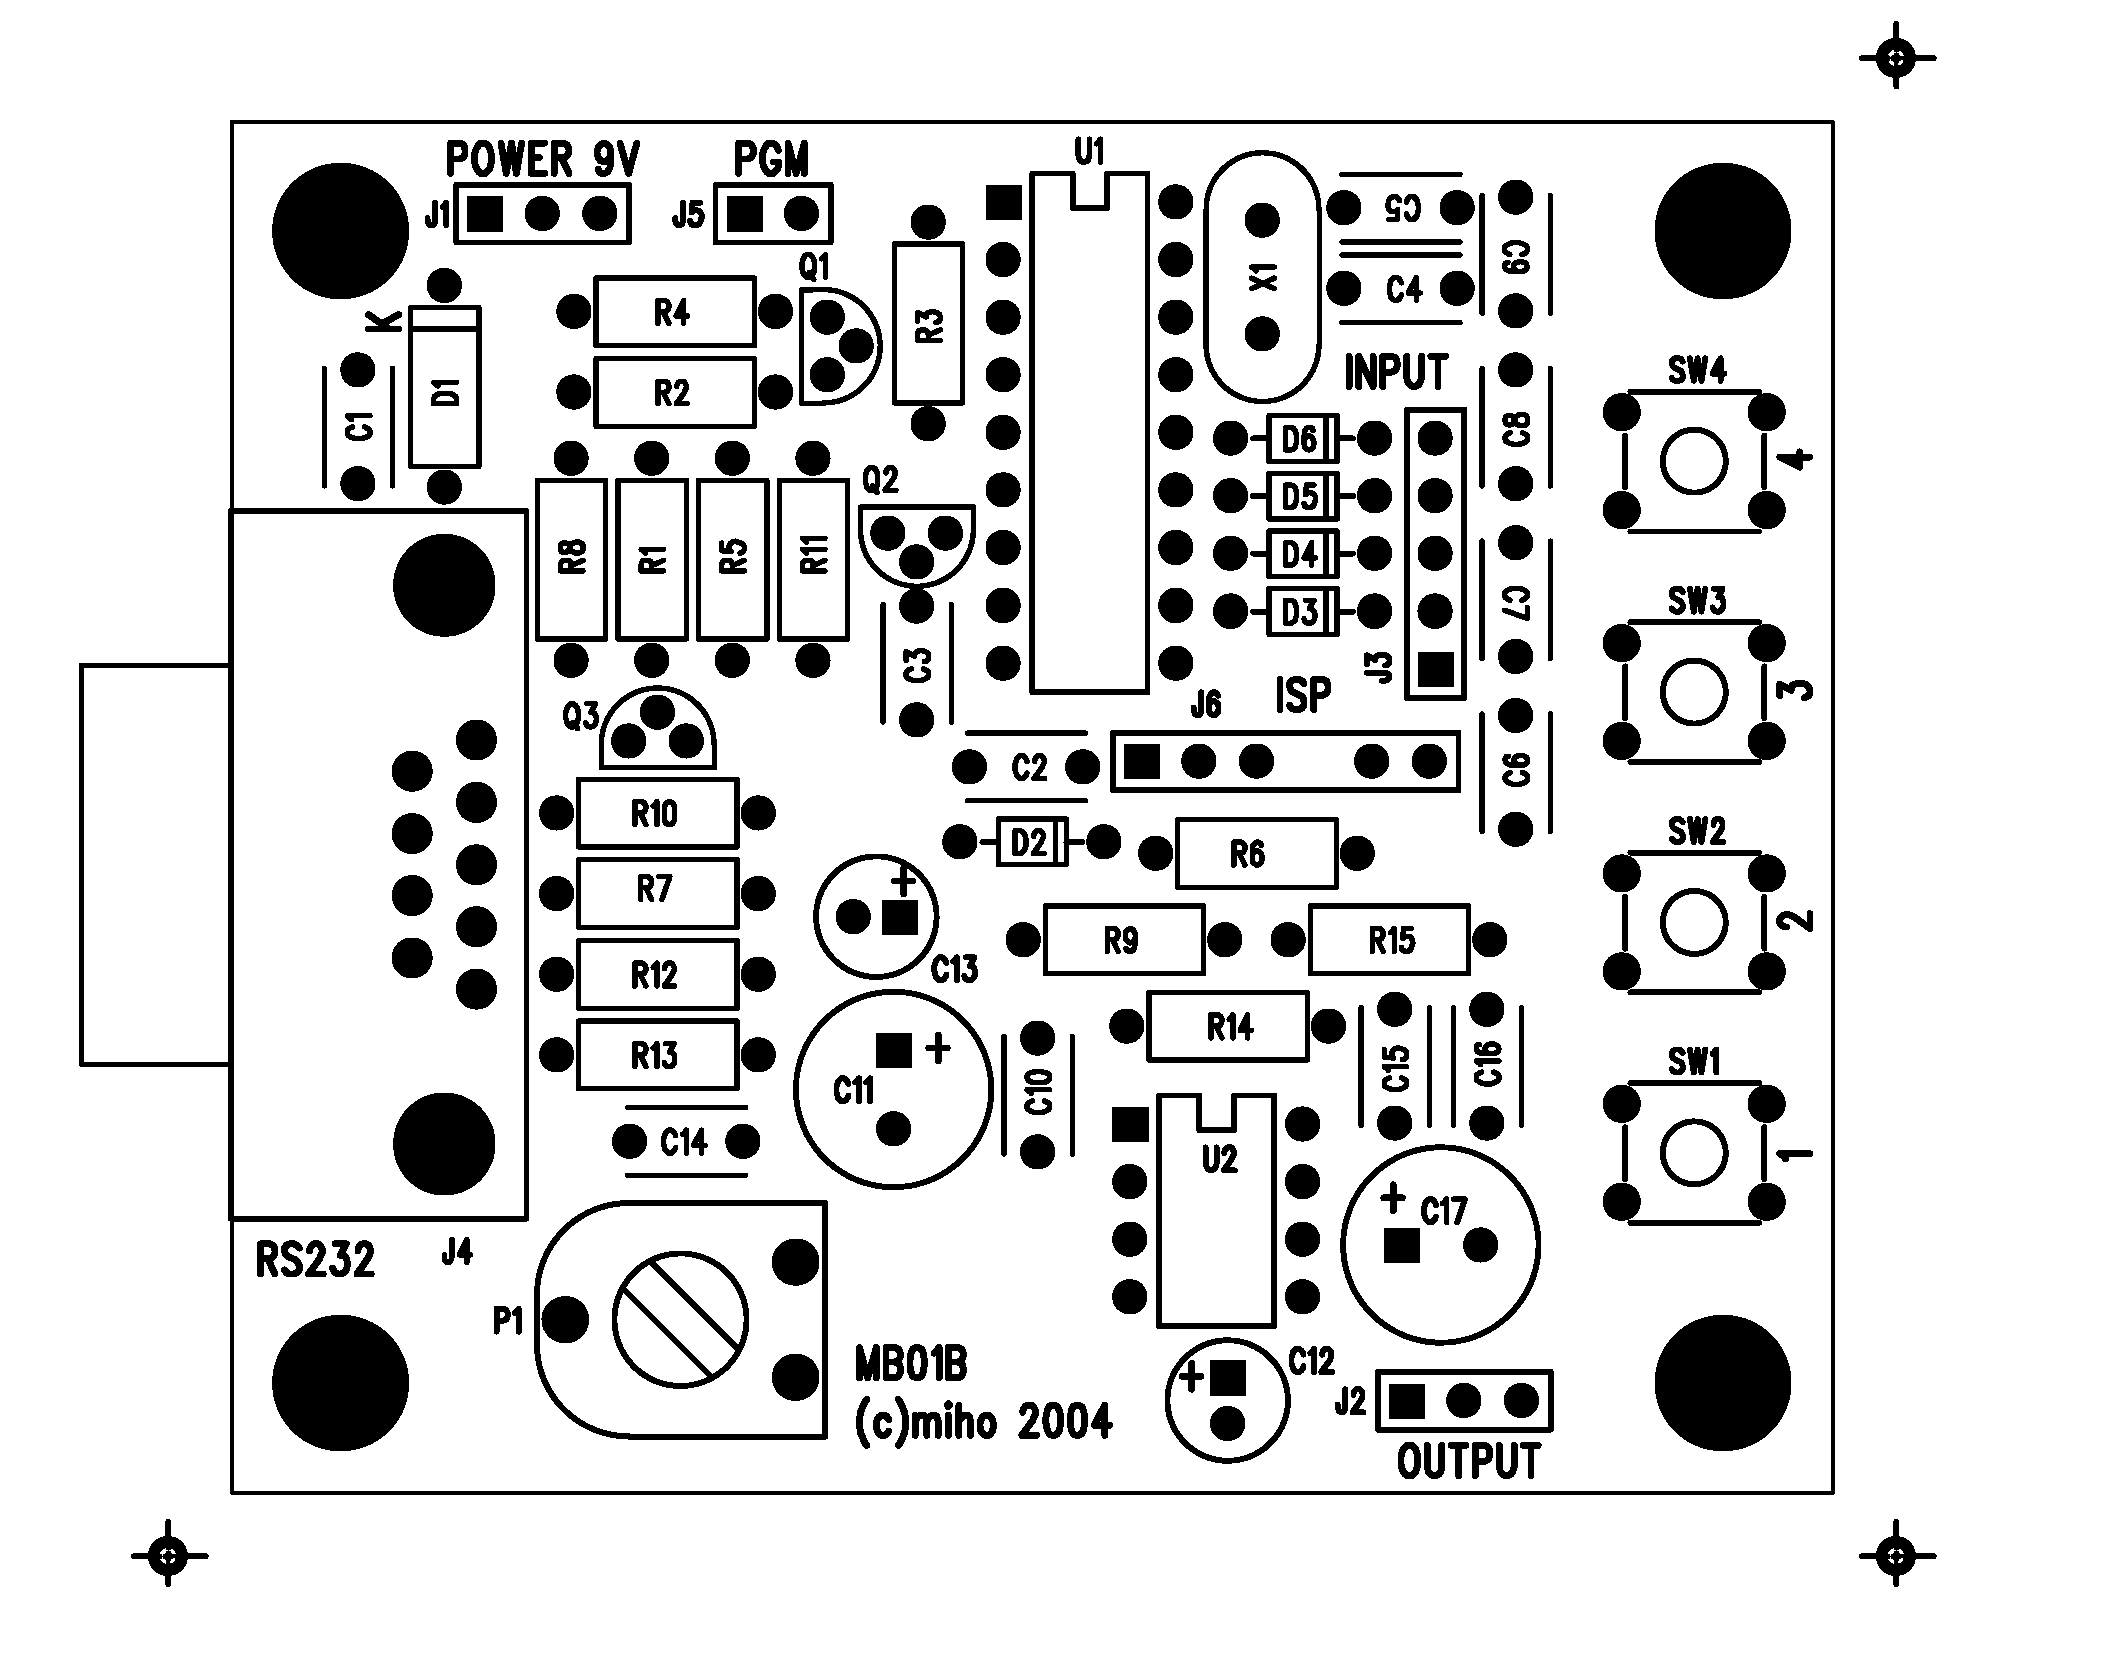 POWER 9V
PGM
U1
J1
J5
C5
C9
Q1
X1
C4
K
R4
R3
INPUT
SW4
D1
R2
C1
D6
C8
4
Q2
D5
R8
R1
R5
R11
D4
D3
C7
SW3
C3
J3
3
J6
ISP
Q3
C2
C6
R10
D2
R6
SW2
R7
2
C13
R9
R15
R12
R14
R13
C11
C10
C15
C16
SW1
C14
U2
1
C17
RS232
J4
P1
MB01B
C12
(c)miho 2004
J2
OUTPUT